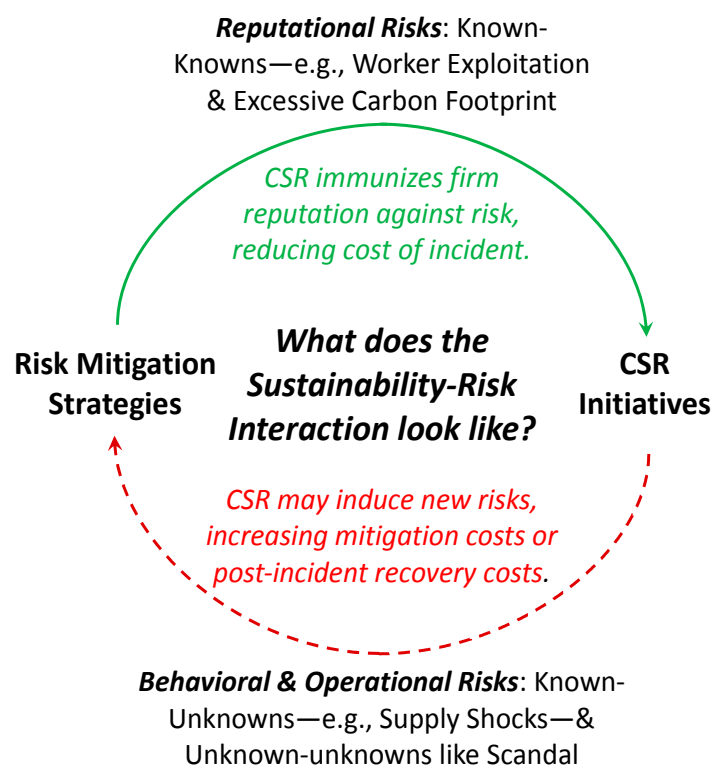 Reputational Risks: Known-
Knowns—e.g., Worker Exploitation
& Excessive Carbon Footprint
CSR immunizes firm
reputation against risk,
reducing cost of incident.
Risk Mitigation
Strategies
What does the
Sustainability-Risk
Interaction look like?
CSR
Initiatives
CSR may induce new risks,
increasing mitigation costs or
post-incident recovery costs.
Behavioral & Operational Risks: Known-
Unknowns—e.g., Supply Shocks—&
Unknown-unknowns like Scandal